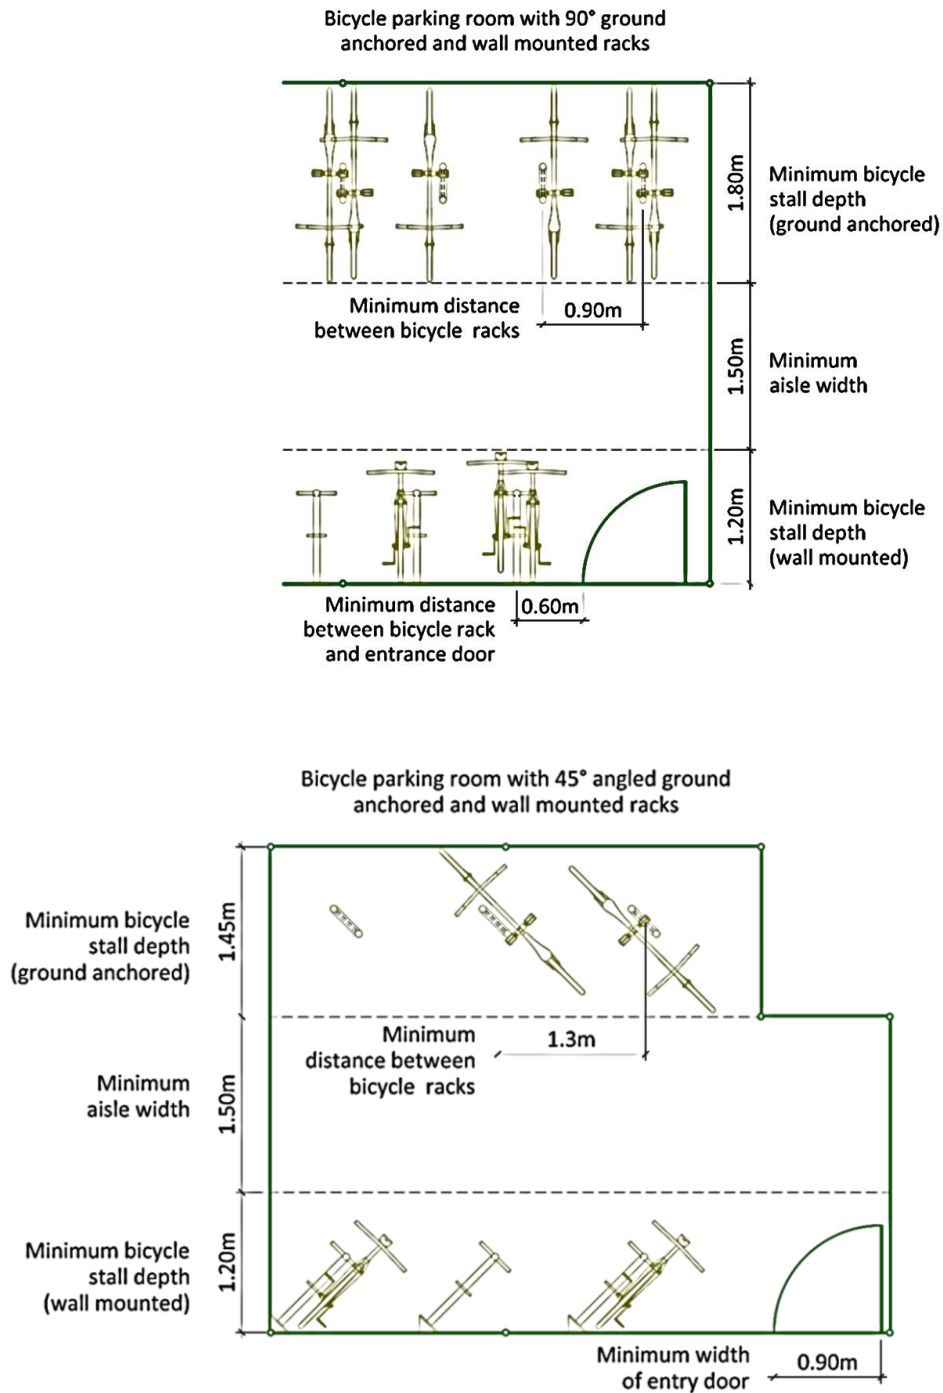 Bicycle parking room with 90° ground
anchored and wall mounted racks
1.80m
Minimum bicycle
stall depth
(ground anchored)
Minimum distance
between bicycle racks
0.90m
1.50m
Minimum
aisle width
1.20m
Minimum bicycle
stall depth
(wall mounted)
Minimum distance
between bicycle rack
and entrance door
0.60m
Bicycle parking room with 45° angled ground
anchored and wall mounted racks
Minimum bicycle
stall depth
(ground anchored)
1.45m
Minimum
distance between
bicycle racks
1.3m
Minimum
aisle width
1.50m
Minimum bicycle
stall depth
(wall mounted)
1.20m
Minimum width
of entry door
0.90m